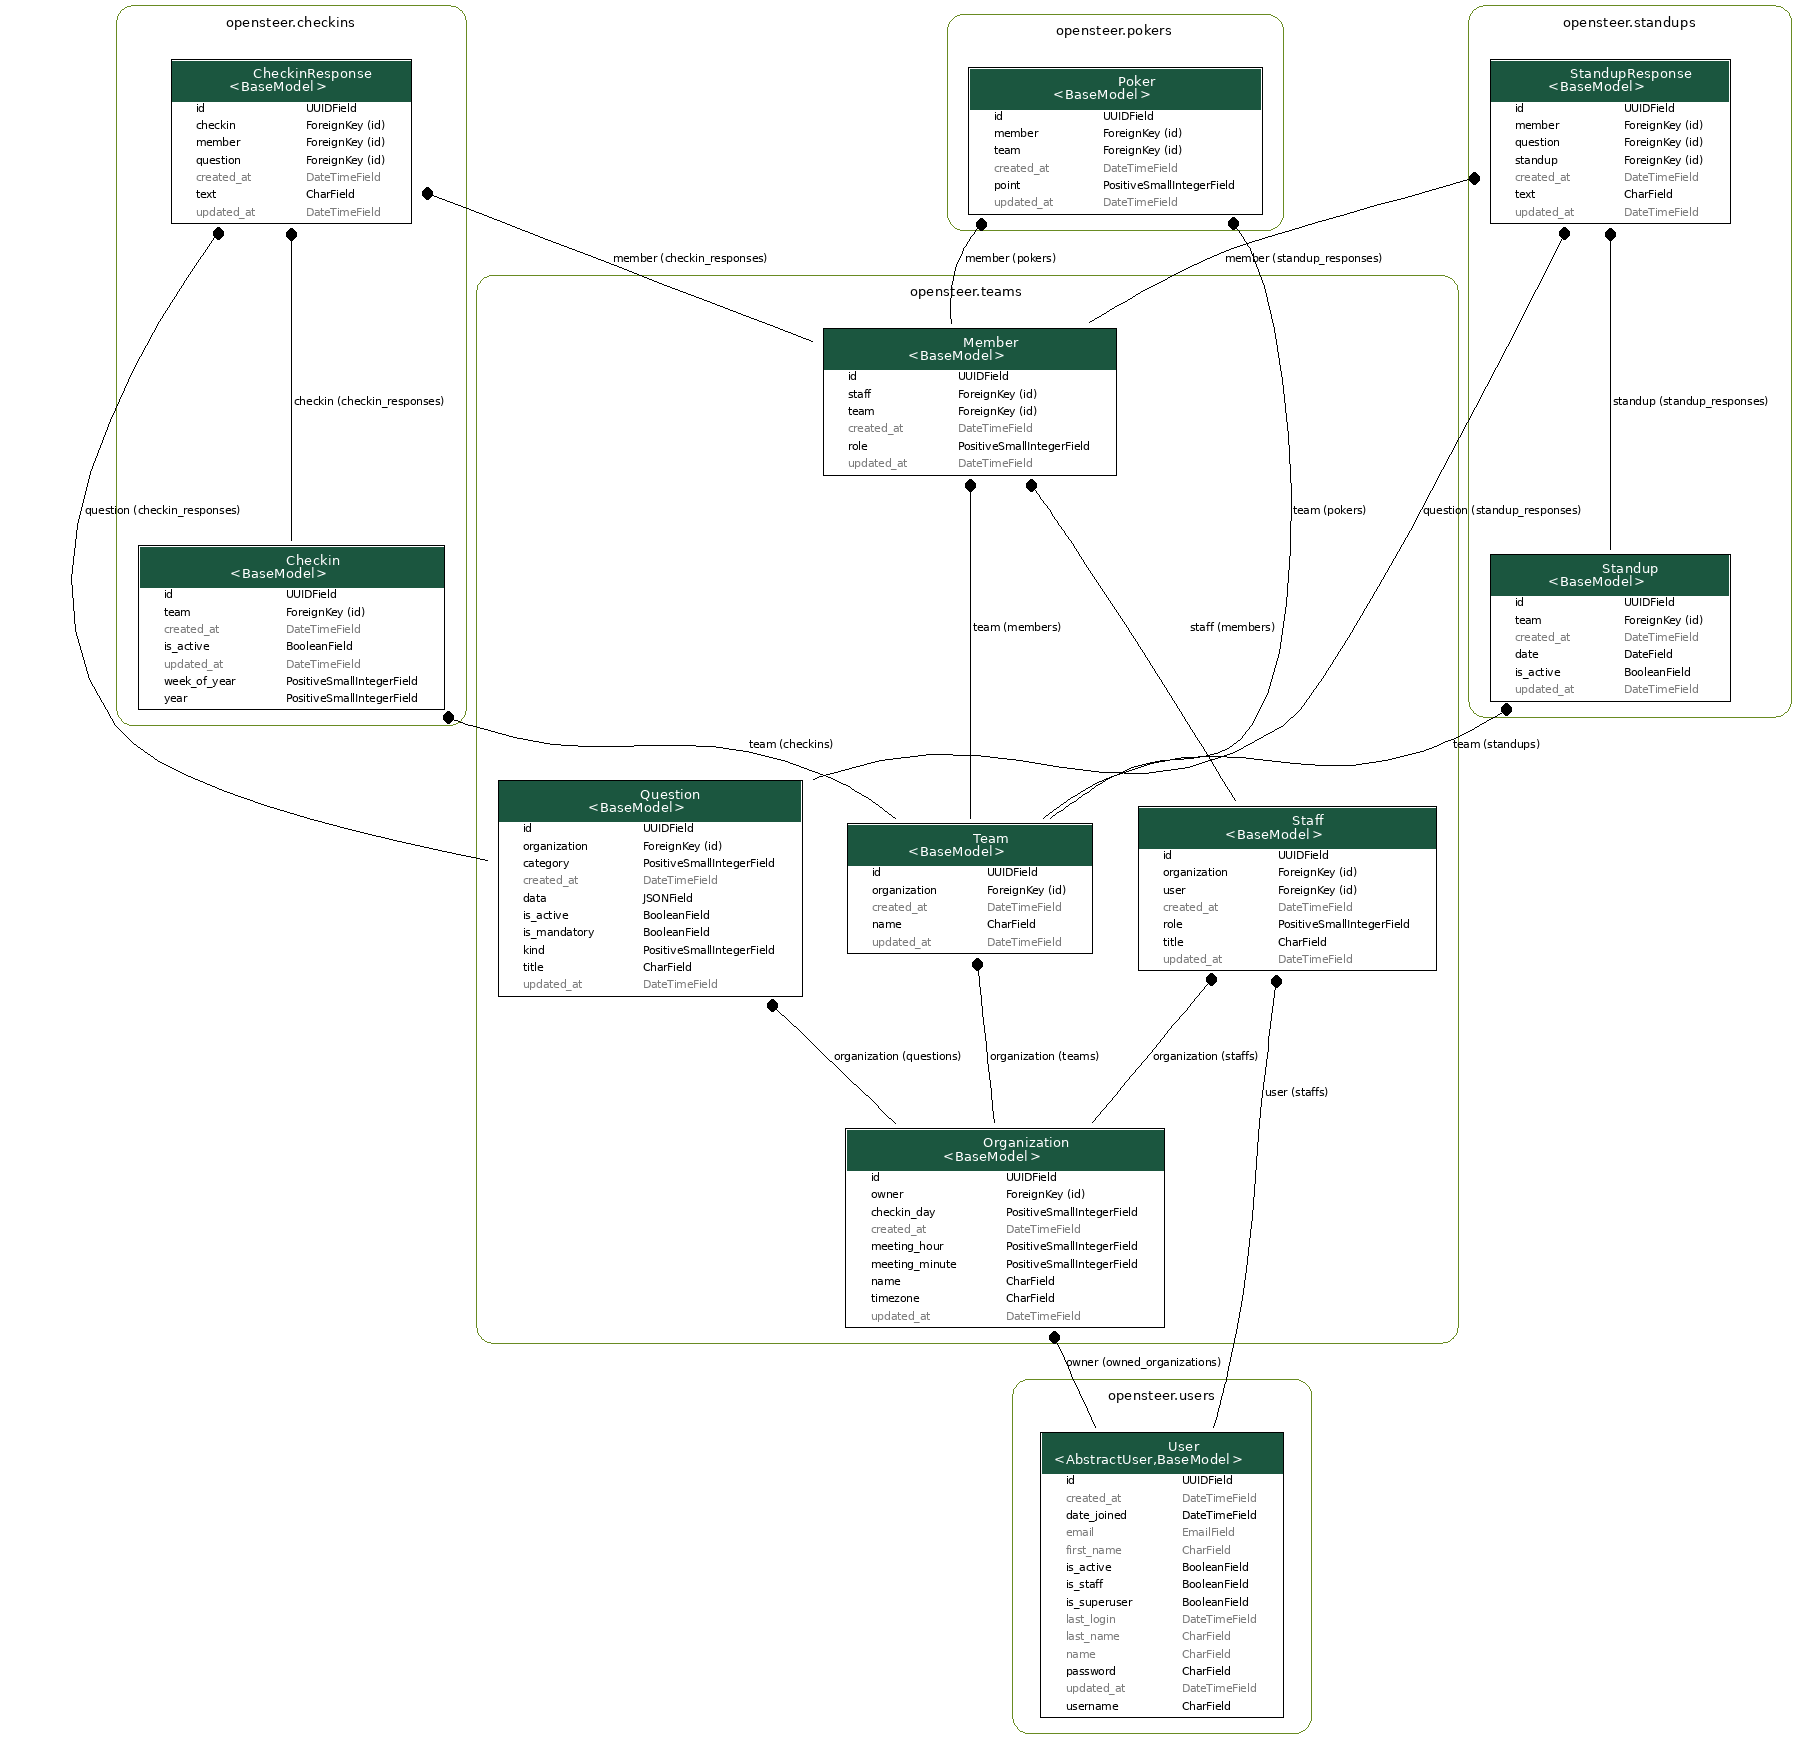 opensteer.checkins
CheckinResponse
<BaseModel>
id UUIDField
checkin ForeignKey (id)
member ForeignKey (id)
question ForeignKey (id)
created_at DateTimeField
text CharField
updated_at DateTimeField
opensteer.pokers
Poker
<BaseModel>
id UUIDField
member ForeignKey (id)
team ForeignKey (id)
created_at DateTimeField
point PositiveSmallIntegerField
updated_at DateTimeField
opensteer.standups
StandupResponse
<BaseModel>
id UUIDField
member ForeignKey (id)
question ForeignKey (id)
standup ForeignKey (id)
created_at DateTimeField
text CharField
updated_at DateTimeField
member (checkin_responses)
member (pokers)
member (standup_responses)
opensteer.teams
Member
<BaseModel>
id UUIDField
staff ForeignKey (id)
team ForeignKey (id)
created_at DateTimeField
role PositiveSmallIntegerField
updated_at DateTimeField
checkin (checkin_responses)
standup (standup_responses)
question (checkin_responses)
team (pokers)
question (standup_responses)
Checkin
<BaseModel>
id UUIDField
team ForeignKey (id)
created_at DateTimeField
is_active BooleanField
updated_at DateTimeField
week_of_year PositiveSmallIntegerField
year PositiveSmallIntegerField
Standup
<BaseModel>
id UUIDField
team ForeignKey (id)
created_at DateTimeField
date DateField
is_active BooleanField
updated_at DateTimeField
team (members)
staff (members)
team (checkins)
team (standups)
Question
<BaseModel>
id UUIDField
organization ForeignKey (id)
category PositiveSmallIntegerField
created_at DateTimeField
data JSONField
is_active BooleanField
is_mandatory BooleanField
kind PositiveSmallIntegerField
title CharField
updated_at DateTimeField
Team
<BaseModel>
id UUIDField
organization ForeignKey (id)
created_at DateTimeField
name CharField
updated_at DateTimeField
Staff
<BaseModel>
id UUIDField
organization ForeignKey (id)
user ForeignKey (id)
created_at DateTimeField
role PositiveSmallIntegerField
title CharField
updated_at DateTimeField
organization (questions)
organization (teams)
organization (staffs)
user (staffs)
Organization
<BaseModel>
id UUIDField
owner ForeignKey (id)
checkin_day PositiveSmallIntegerField
created_at DateTimeField
meeting_hour PositiveSmallIntegerField
meeting_minute PositiveSmallIntegerField
name CharField
timezone CharField
updated_at DateTimeField
owner (owned_organizations)
opensteer.users
User
<AbstractUser,BaseModel>
id UUIDField
created_at DateTimeField
date_joined DateTimeField
email EmailField
first_name CharField
is_active BooleanField
is_staff BooleanField
is_superuser BooleanField
last_login DateTimeField
last_name CharField
name CharField
password CharField
updated_at DateTimeField
username CharField